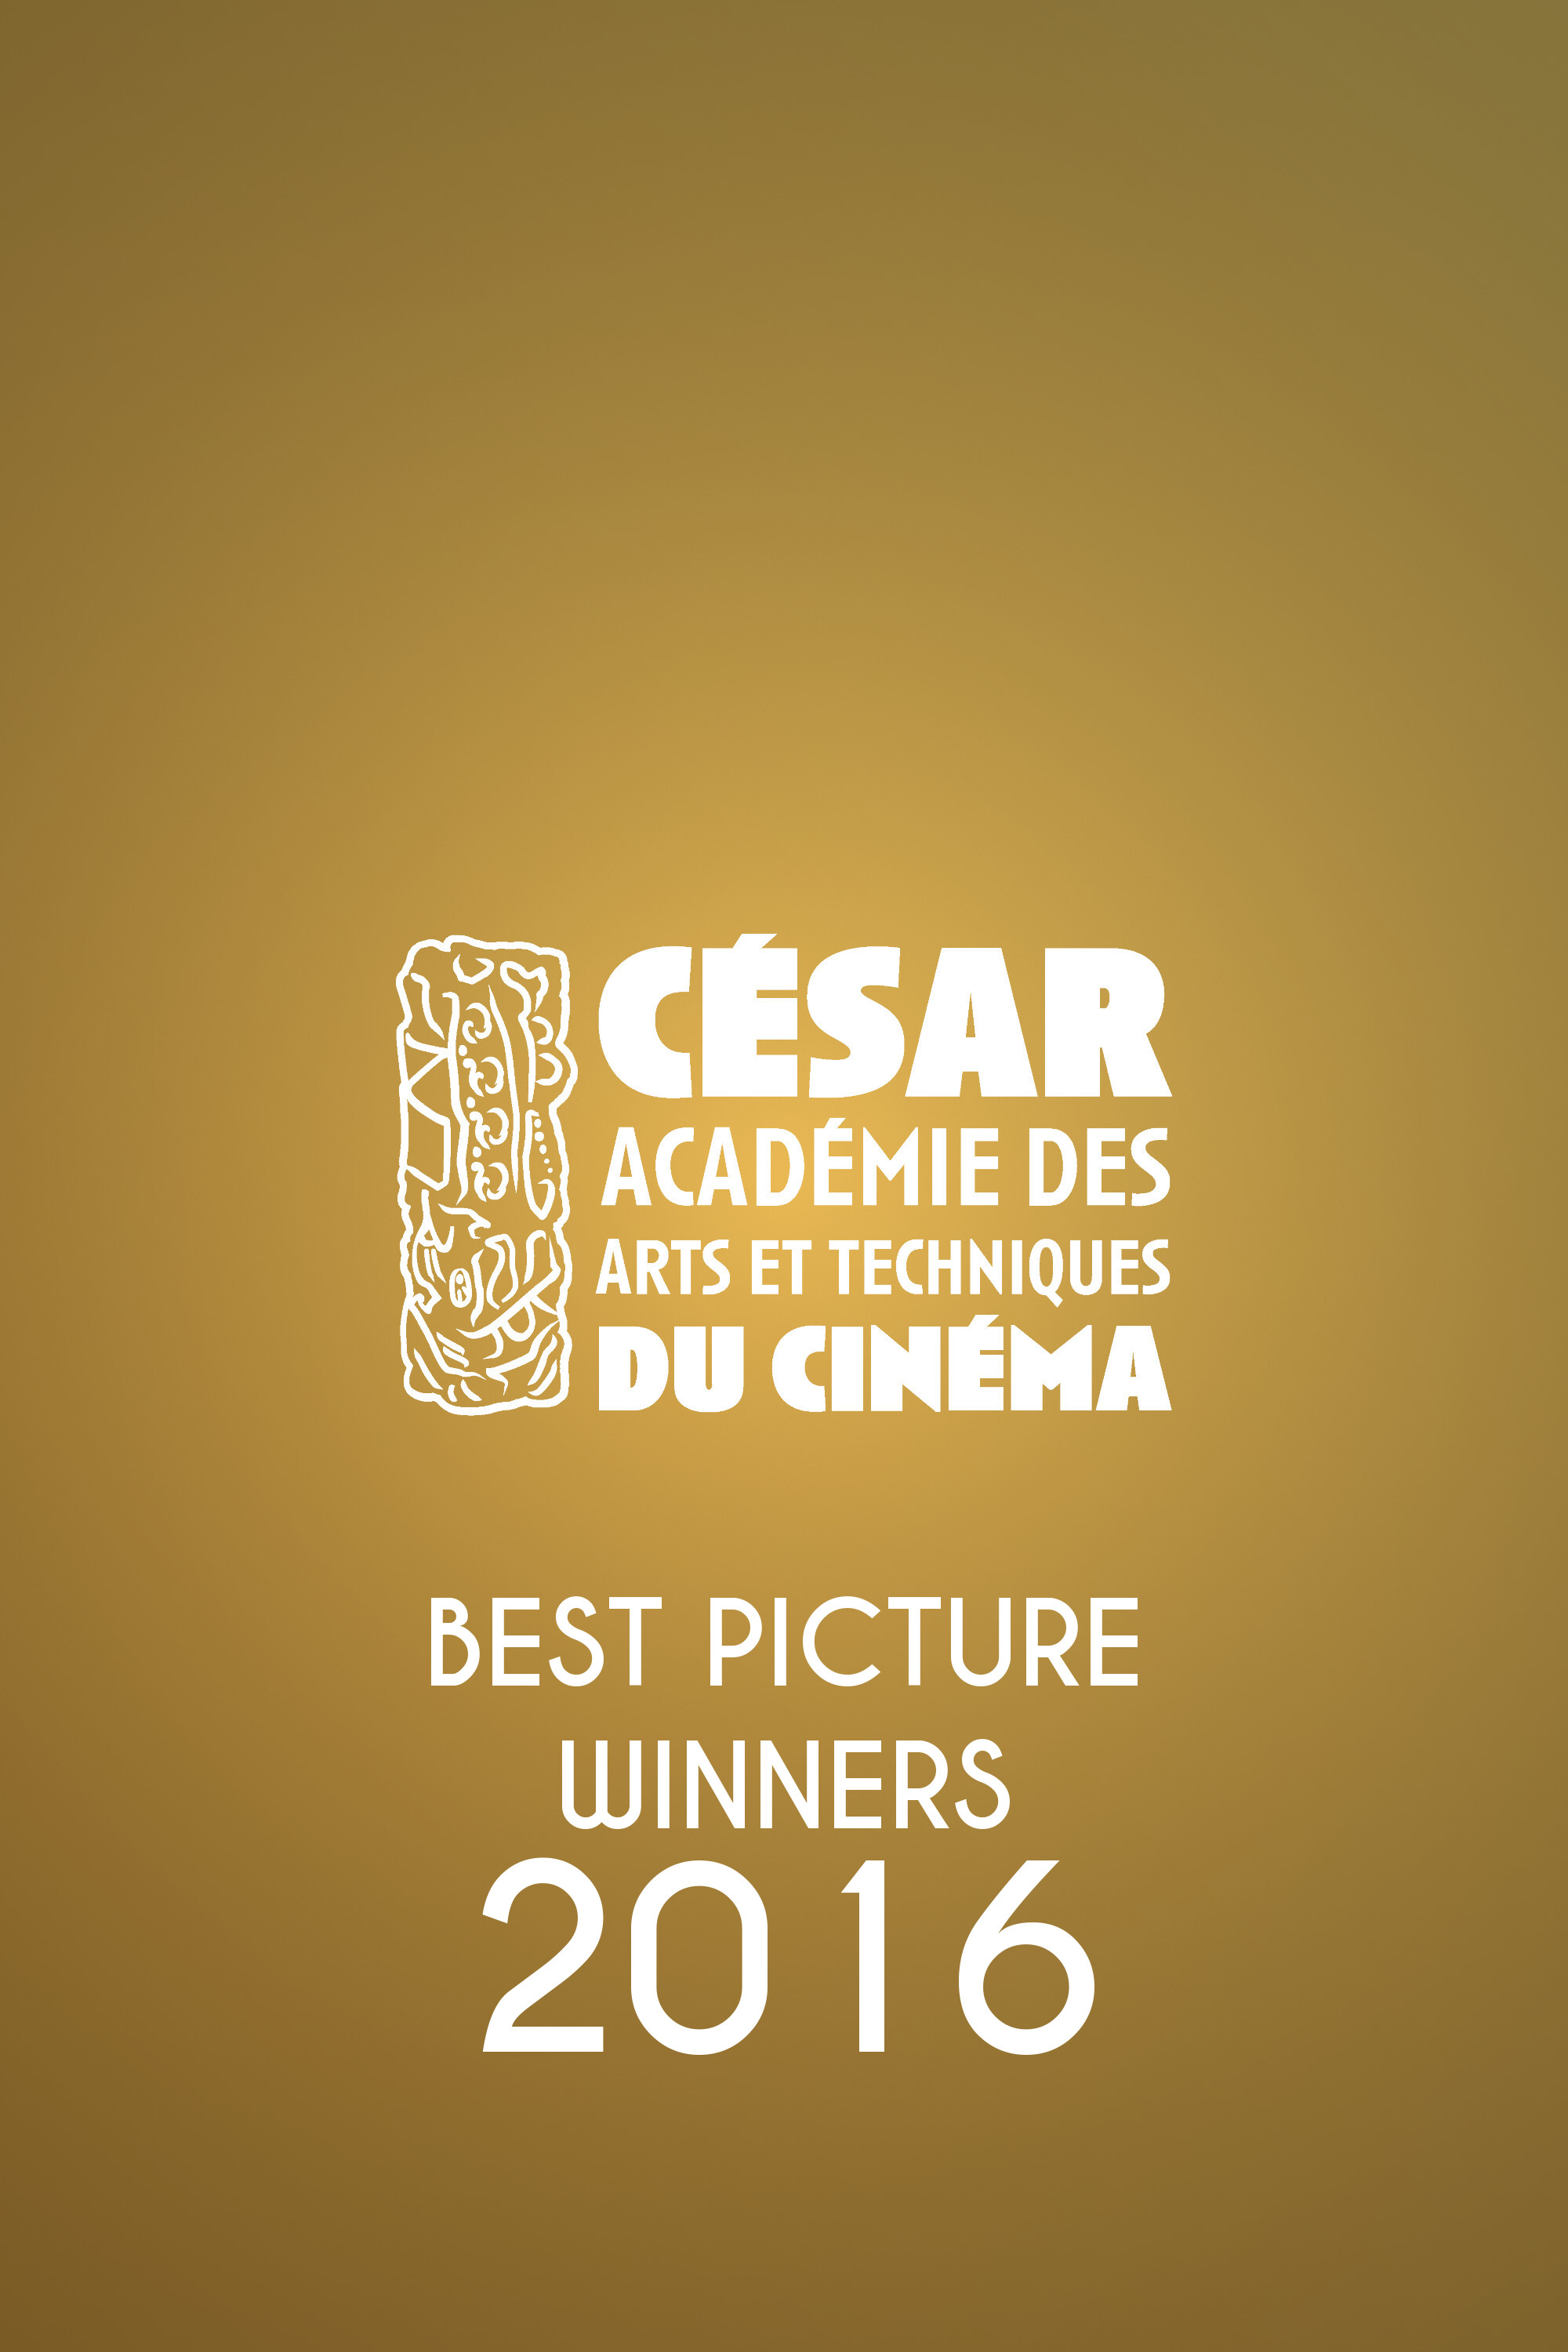 CÉSAR
ACADÉMIE DES
ARTS ET TECHNIQUES
DU CINÉMA
BEST PICTURE
WINNERS
2016